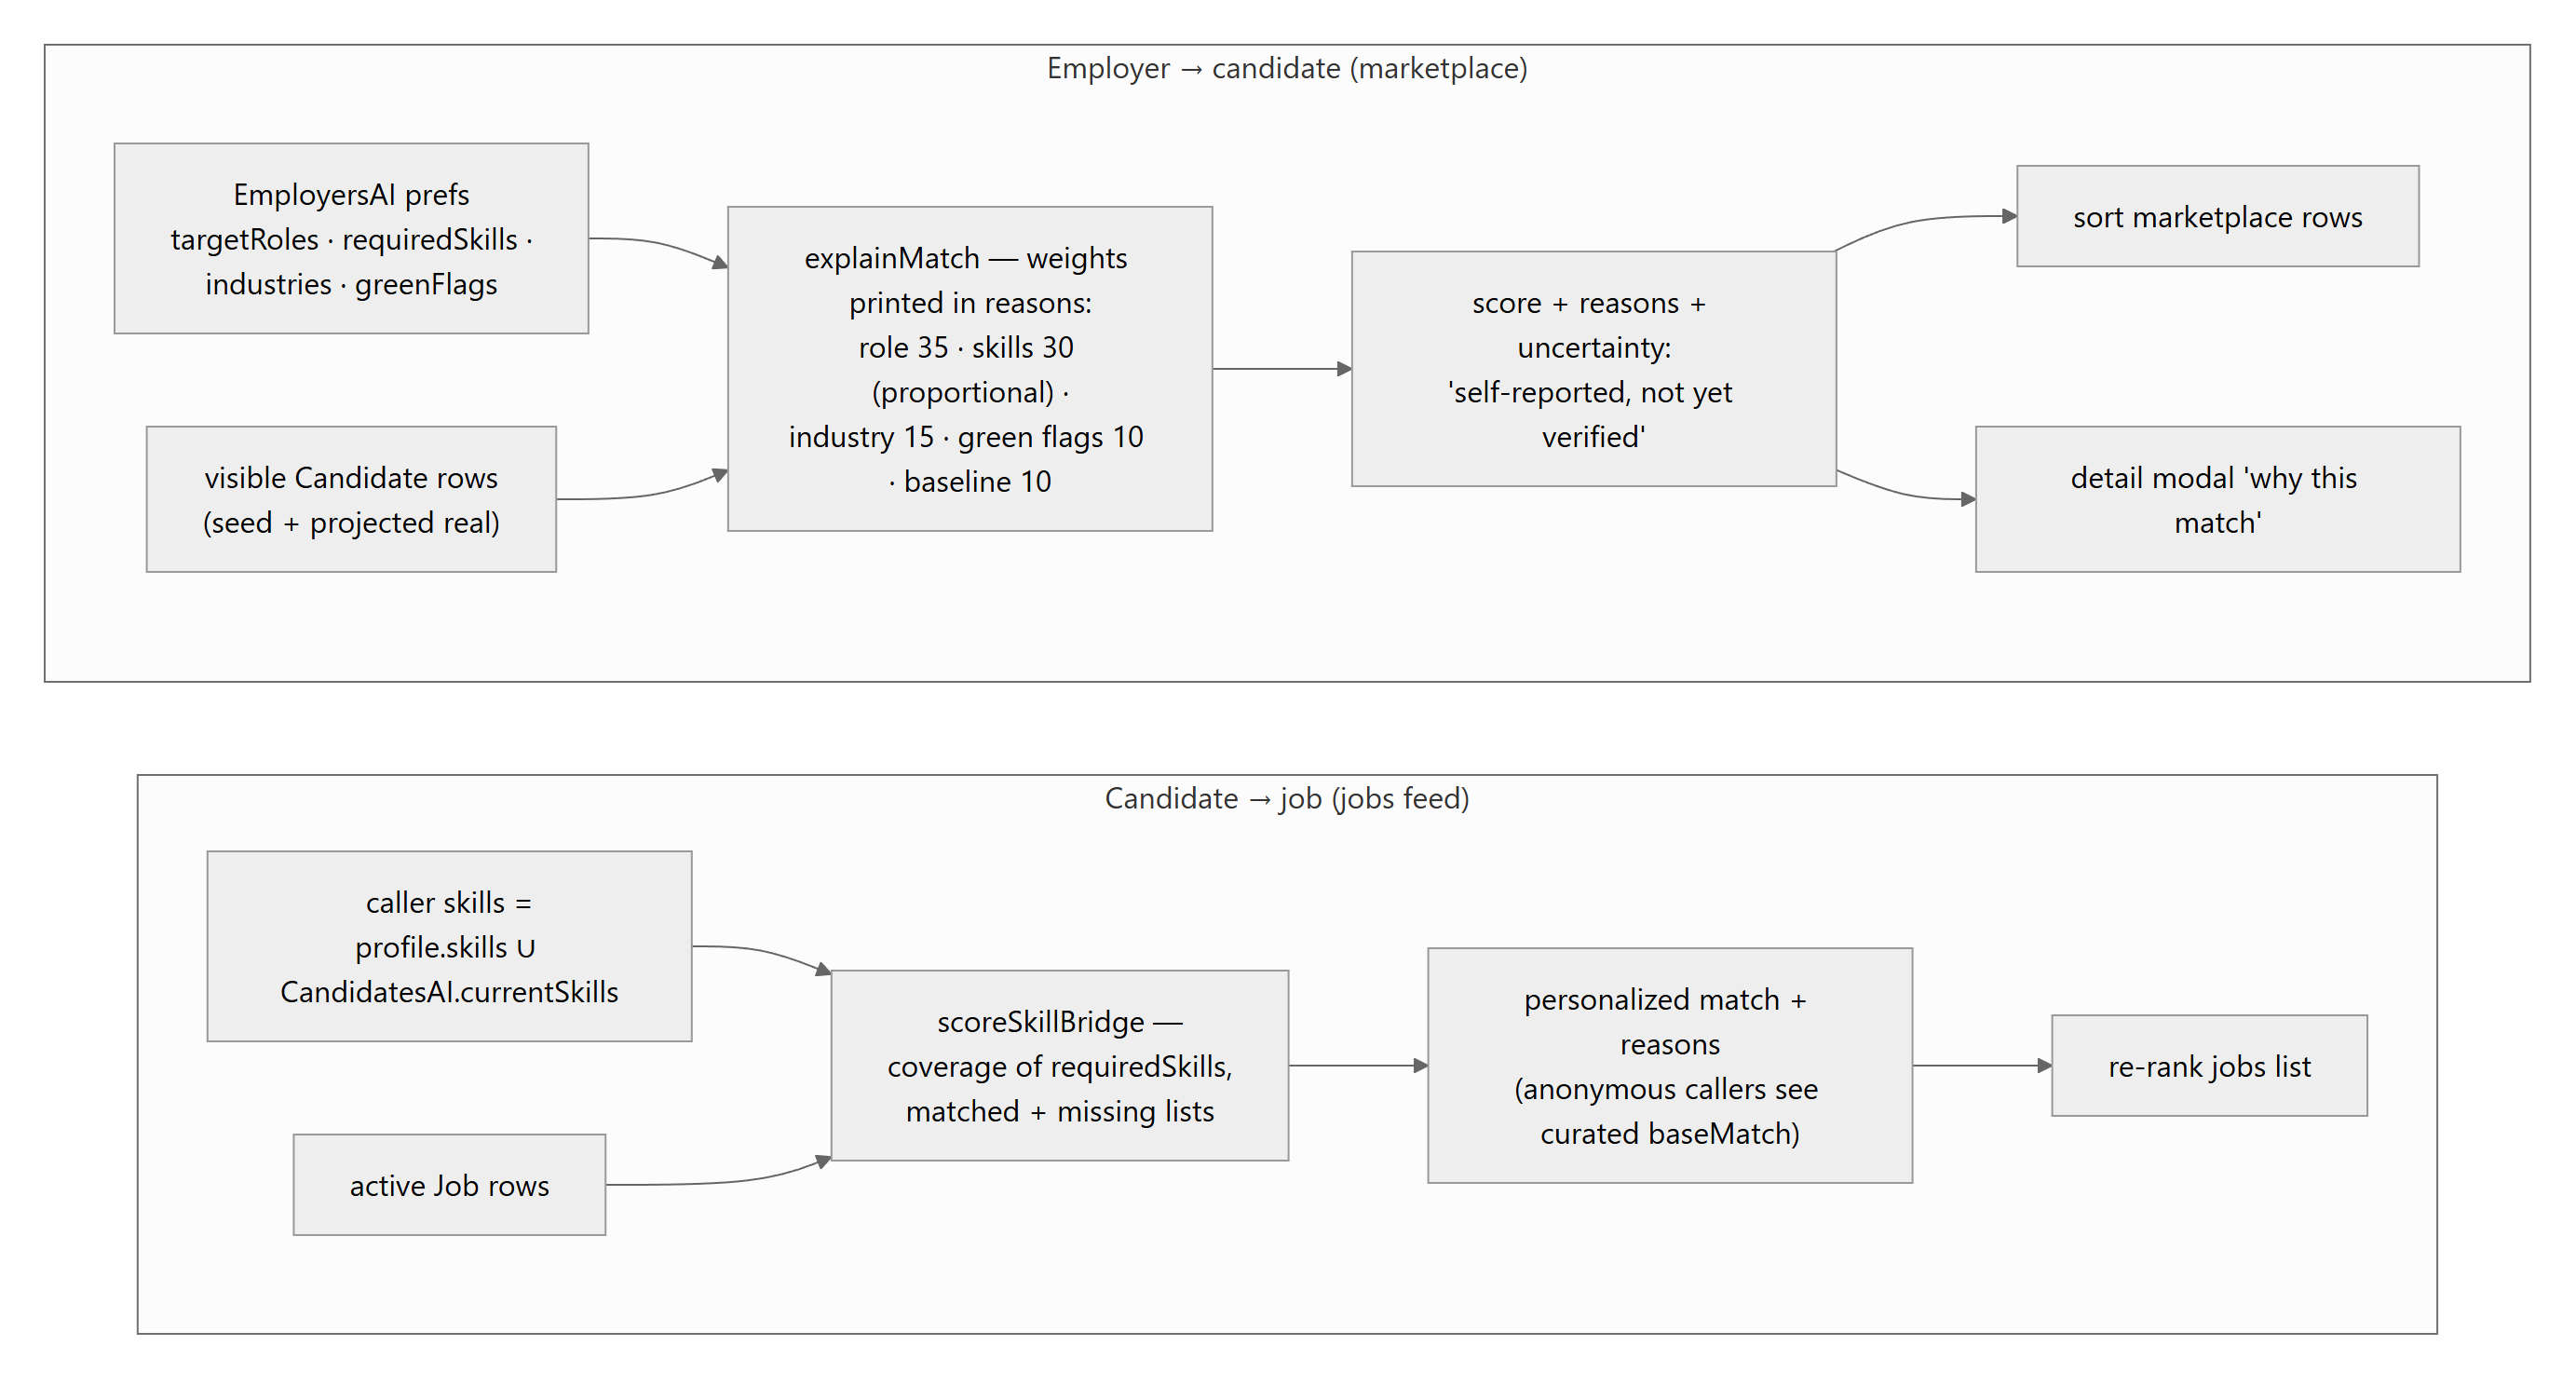 Employer → candidate (marketplace)
EmployersAI prefs
targetRoles · requiredSkills ·
industries · greenFlags
visible Candidate rows
(seed + projected real)
explainMatch — weights
printed in reasons:
role 35 · skills 30
(proportional) ·
industry 15 · green flags 10
· baseline 10
score + reasons +
uncertainty:
'self-reported, not yet
verified'
sort marketplace rows
detail modal 'why this
match'
Candidate → job (jobs feed)
caller skills =
profile.skills ∪
CandidatesAI.currentSkills
active Job rows
scoreSkillBridge —
coverage of requiredSkills,
matched + missing lists
personalized match +
reasons
(anonymous callers see
curated baseMatch)
re-rank jobs list